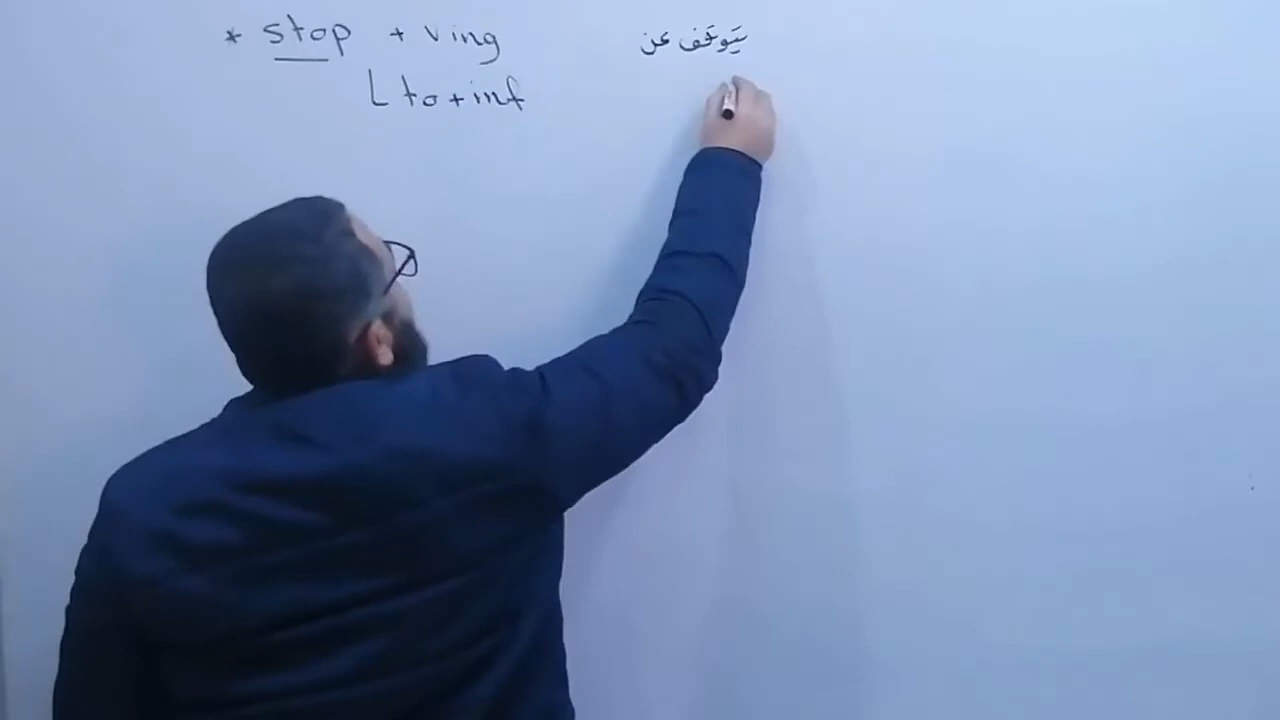 * stop + ving يتوقف عن
to + inf